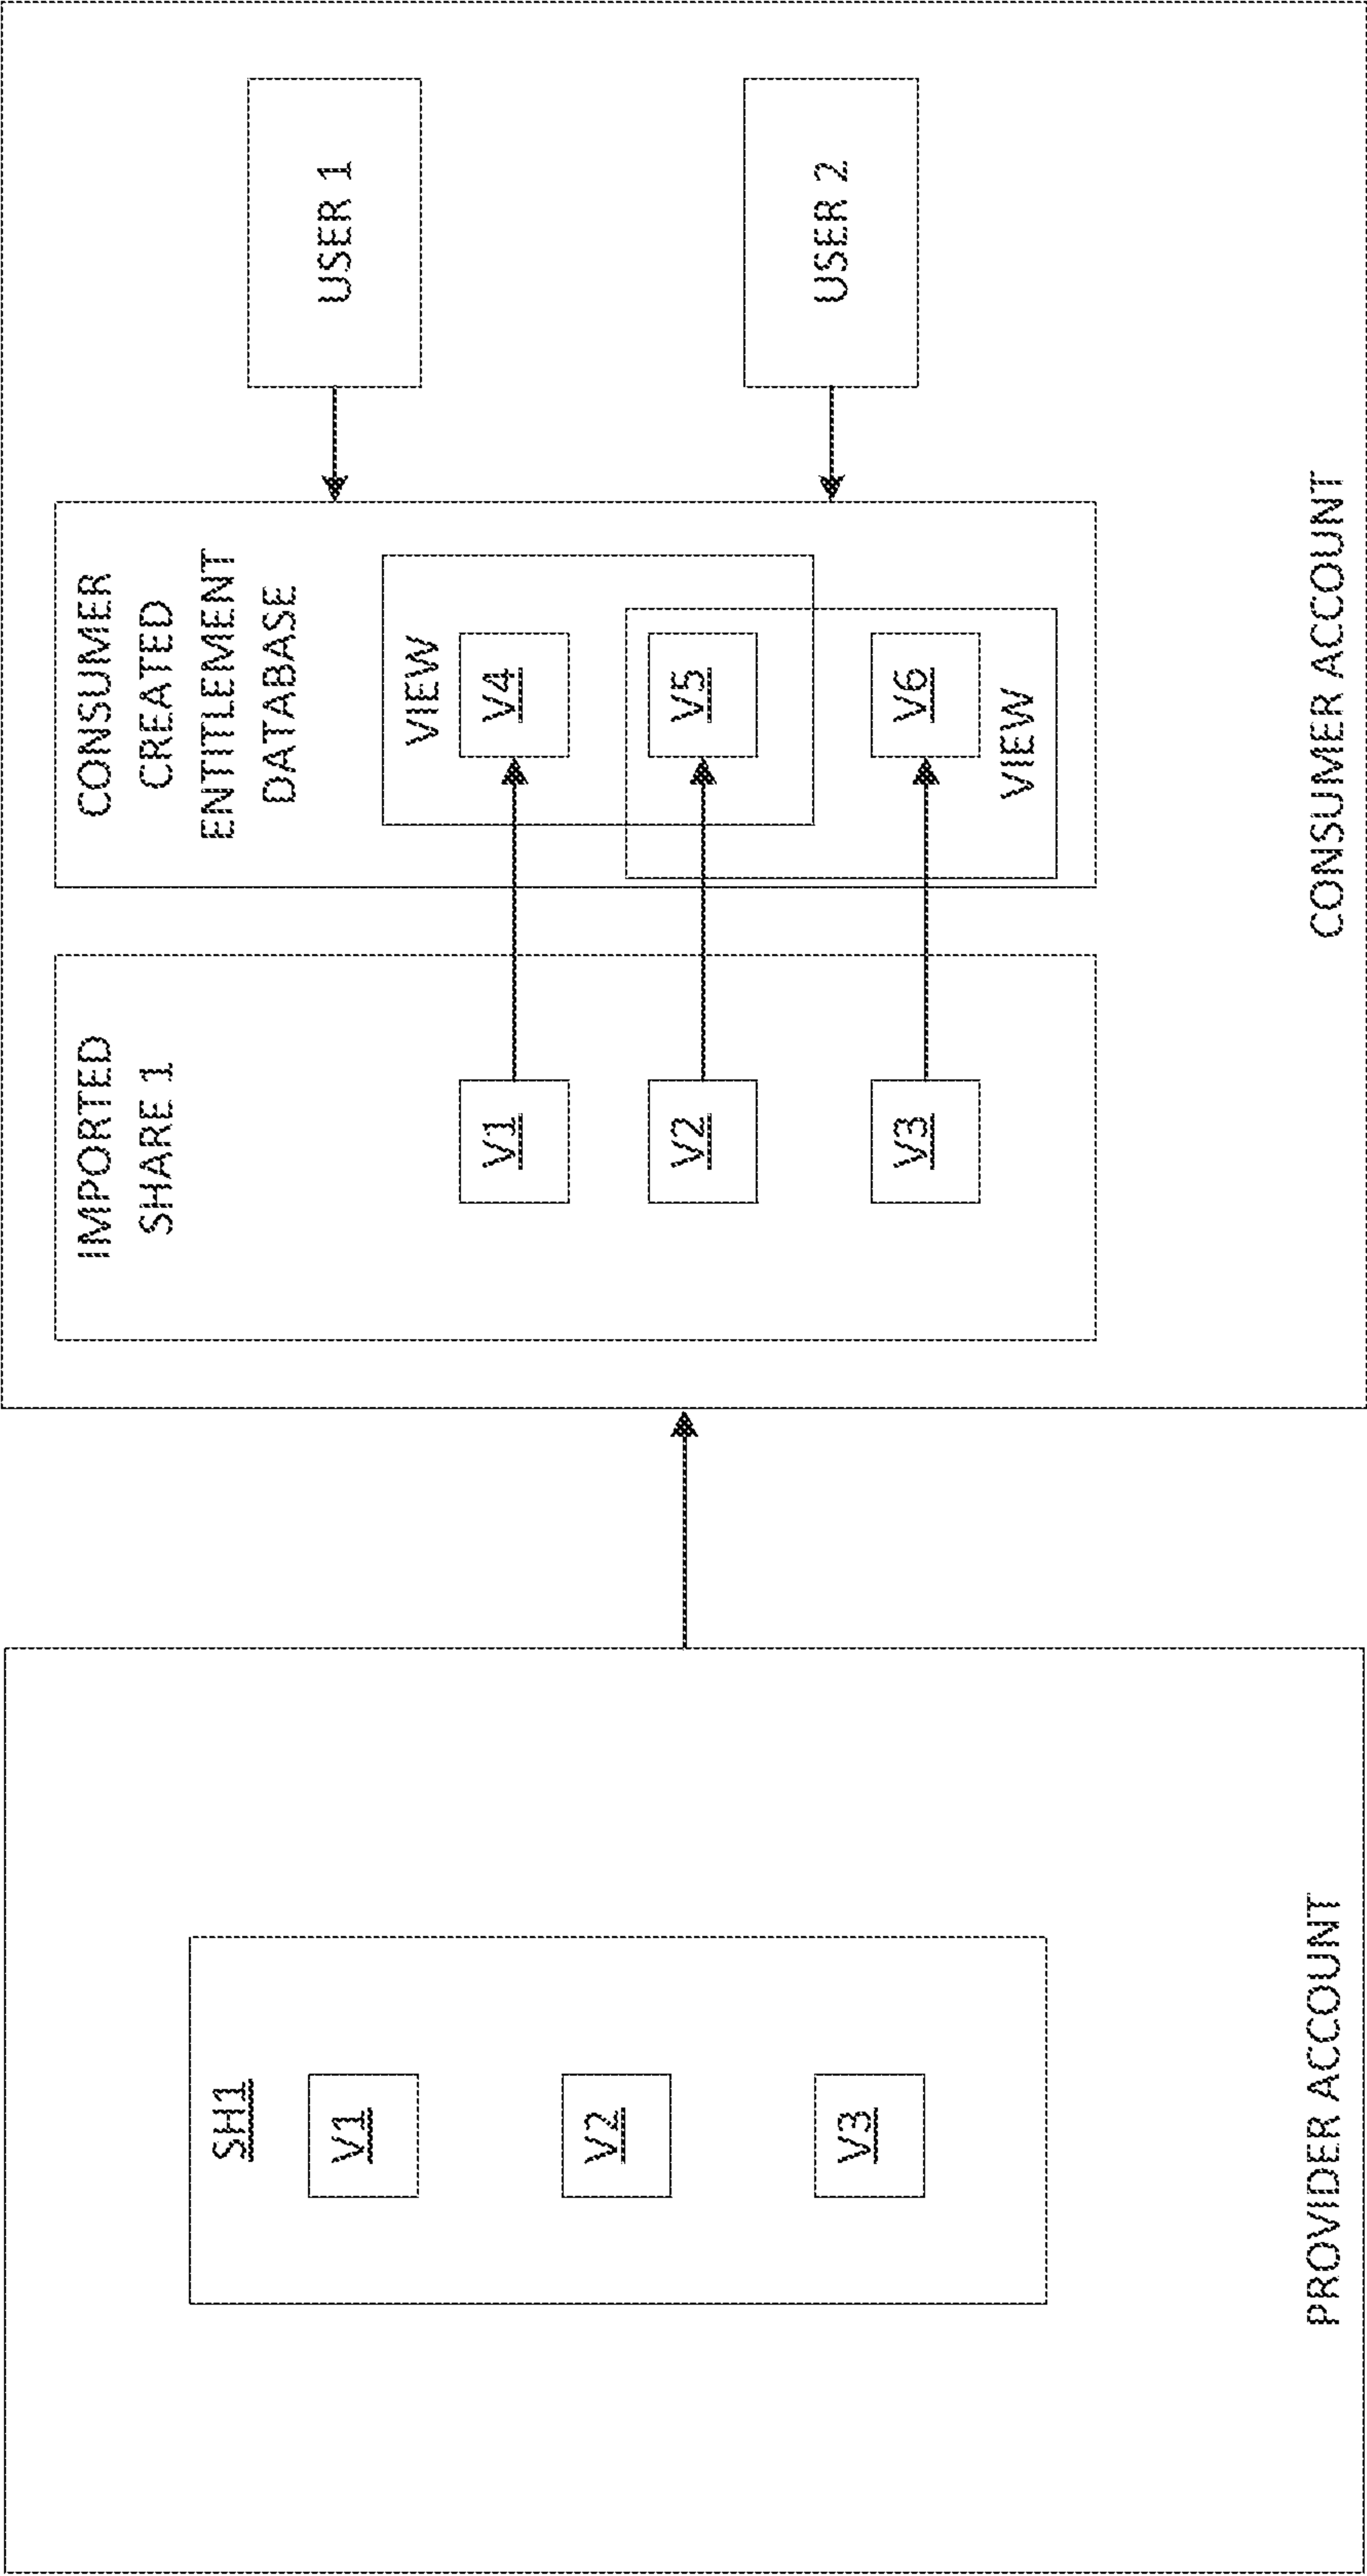 SH1
V1
V2
V3
PROVIDER ACCOUNT
IMPORTED
SHARE 1
V1
V2
V3
CONSUMER
CREATED
ENTITLEMENT
DATABASE
VIEW
V4
V5
V6
VIEW
USER 1
USER 2
CONSUMER ACCOUNT